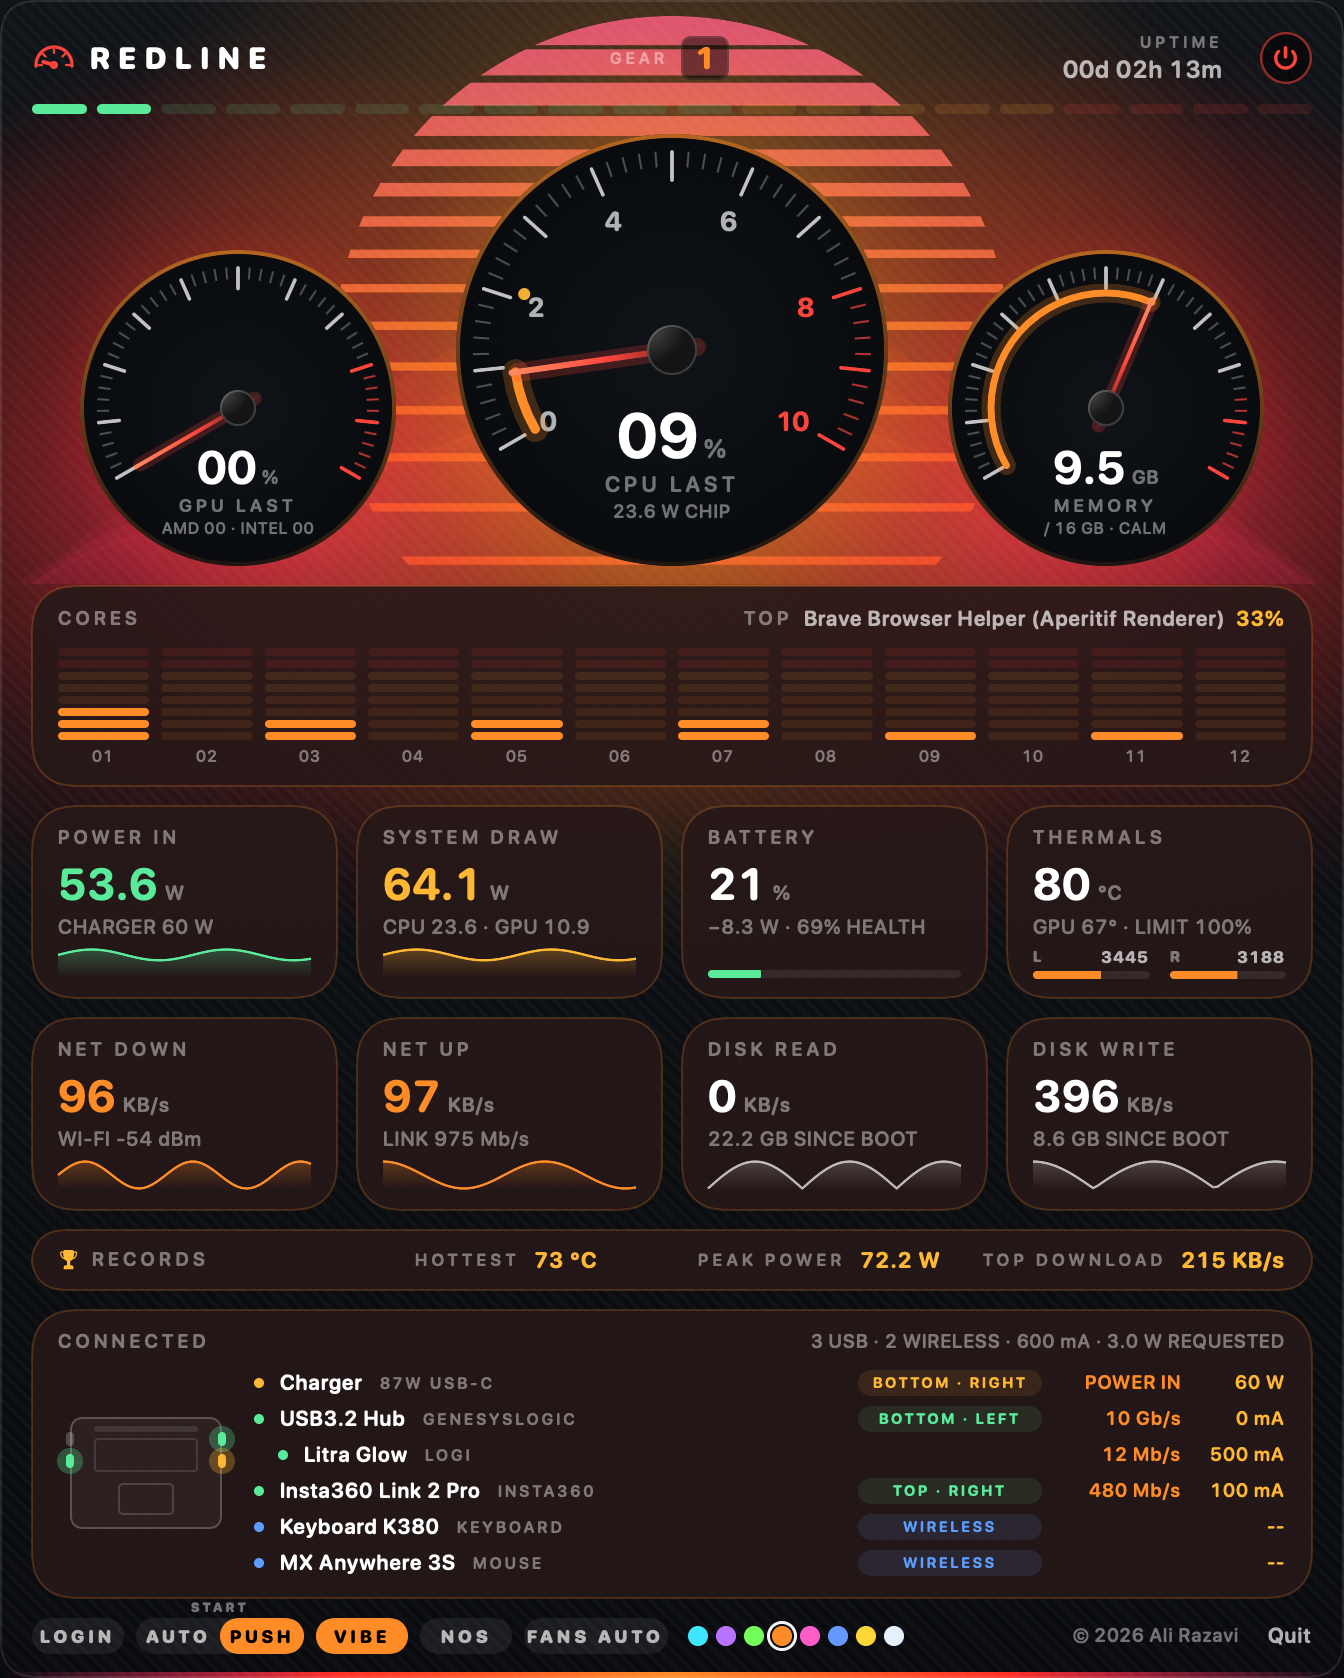 REDLINE
GEAR 1
UPTIME
00d 02h 13m
4 6
2 8
0 10
00 %
GPU LAST
AMD 00 · INTEL 00
09 %
CPU LAST
23.6 W CHIP
9.5 GB
MEMORY
/ 16 GB · CALM
CORES TOP Brave Browser Helper (Aperitif Renderer) 33%
01 02 03 04 05 06 07 08 09 10 11 12
POWER IN
53.6 W
CHARGER 60 W
SYSTEM DRAW
64.1 W
CPU 23.6 · GPU 10.9
BATTERY
21 %
−8.3 W · 69% HEALTH
THERMALS
80 °C
GPU 67° · LIMIT 100%
L 3445 R 3188
NET DOWN
96 KB/s
WI-FI -54 dBm
NET UP
97 KB/s
LINK 975 Mb/s
DISK READ
0 KB/s
22.2 GB SINCE BOOT
DISK WRITE
396 KB/s
8.6 GB SINCE BOOT
RECORDS HOTTEST 73 °C PEAK POWER 72.2 W TOP DOWNLOAD 215 KB/s
CONNECTED 3 USB · 2 WIRELESS · 600 mA · 3.0 W REQUESTED
Charger 87W USB-C BOTTOM · RIGHT POWER IN 60 W
USB3.2 Hub GENESYSLOGIC BOTTOM · LEFT 10 Gb/s 0 mA
Litra Glow LOGI 12 Mb/s 500 mA
Insta360 Link 2 Pro INSTA360 TOP · RIGHT 480 Mb/s 100 mA
Keyboard K380 KEYBOARD WIRELESS --
MX Anywhere 3S MOUSE WIRELESS --
START
LOGIN AUTO PUSH VIBE NOS FANS AUTO © 2026 Ali Razavi Quit